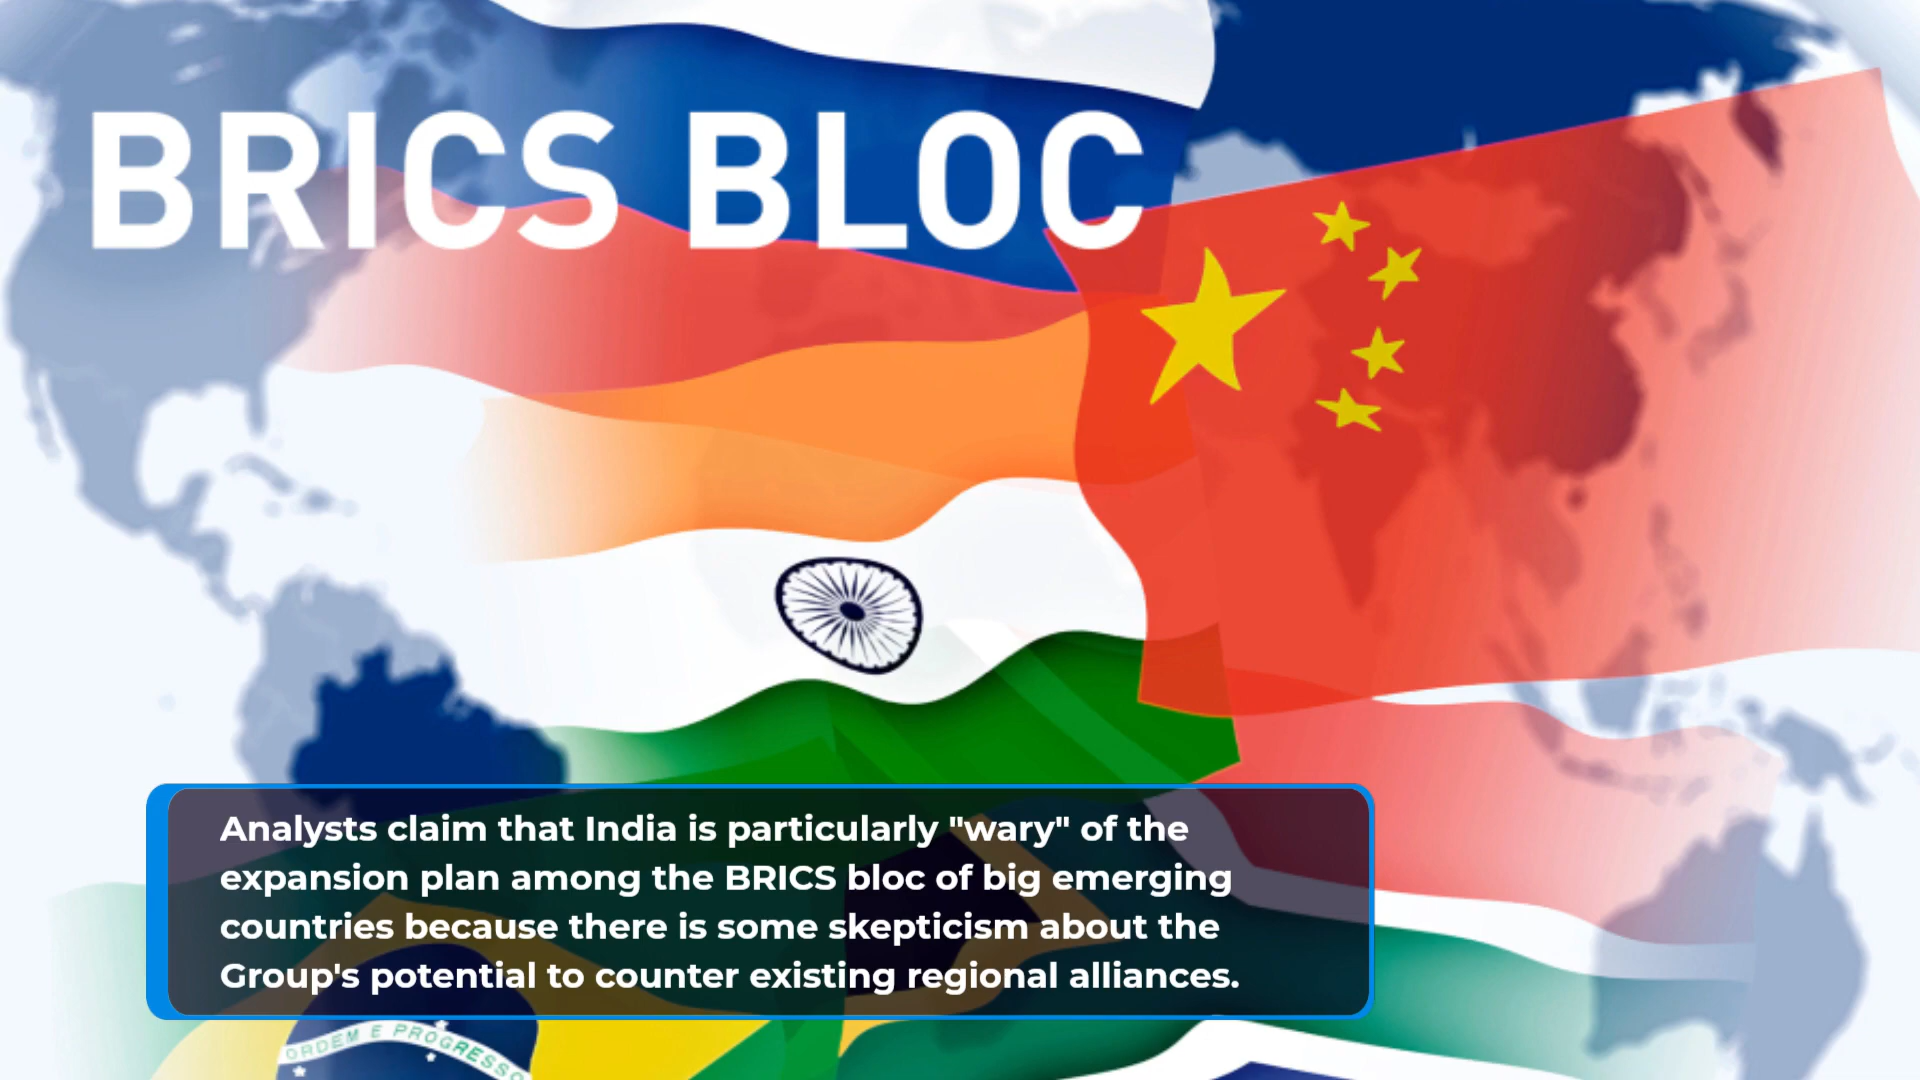 BRICS BLOC
Analysts claim that India is particularly "wary" of the
expansion plan among the BRICS bloc of big emerging
countries because there is some skepticism about the
Group's potential to counter existing regional alliances.
ORDEM E PROGRESSO